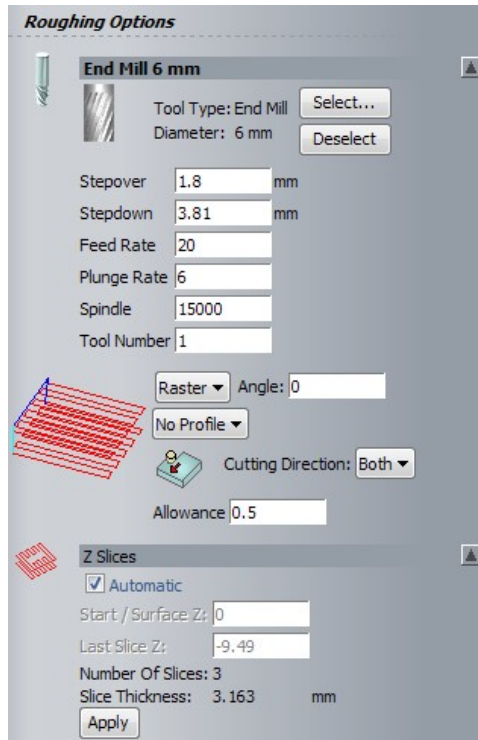 Roughing Options
End Mill 6 mm
Tool Type: End Mill
Select...
Diameter: 6 mm
Deselect
Stepover 1.8 mm
Stepdown 3.81 mm
Feed Rate 20
Plunge Rate 6
Spindle 15000
Tool Number 1
Raster Angle: 0
No Profile
Cutting Direction: Both
Allowance 0.5
Z Slices
Automatic
Start / Surface Z: 0
Last Slice Z: -9.49
Number Of Slices: 3
Slice Thickness: 3.163 mm
Apply